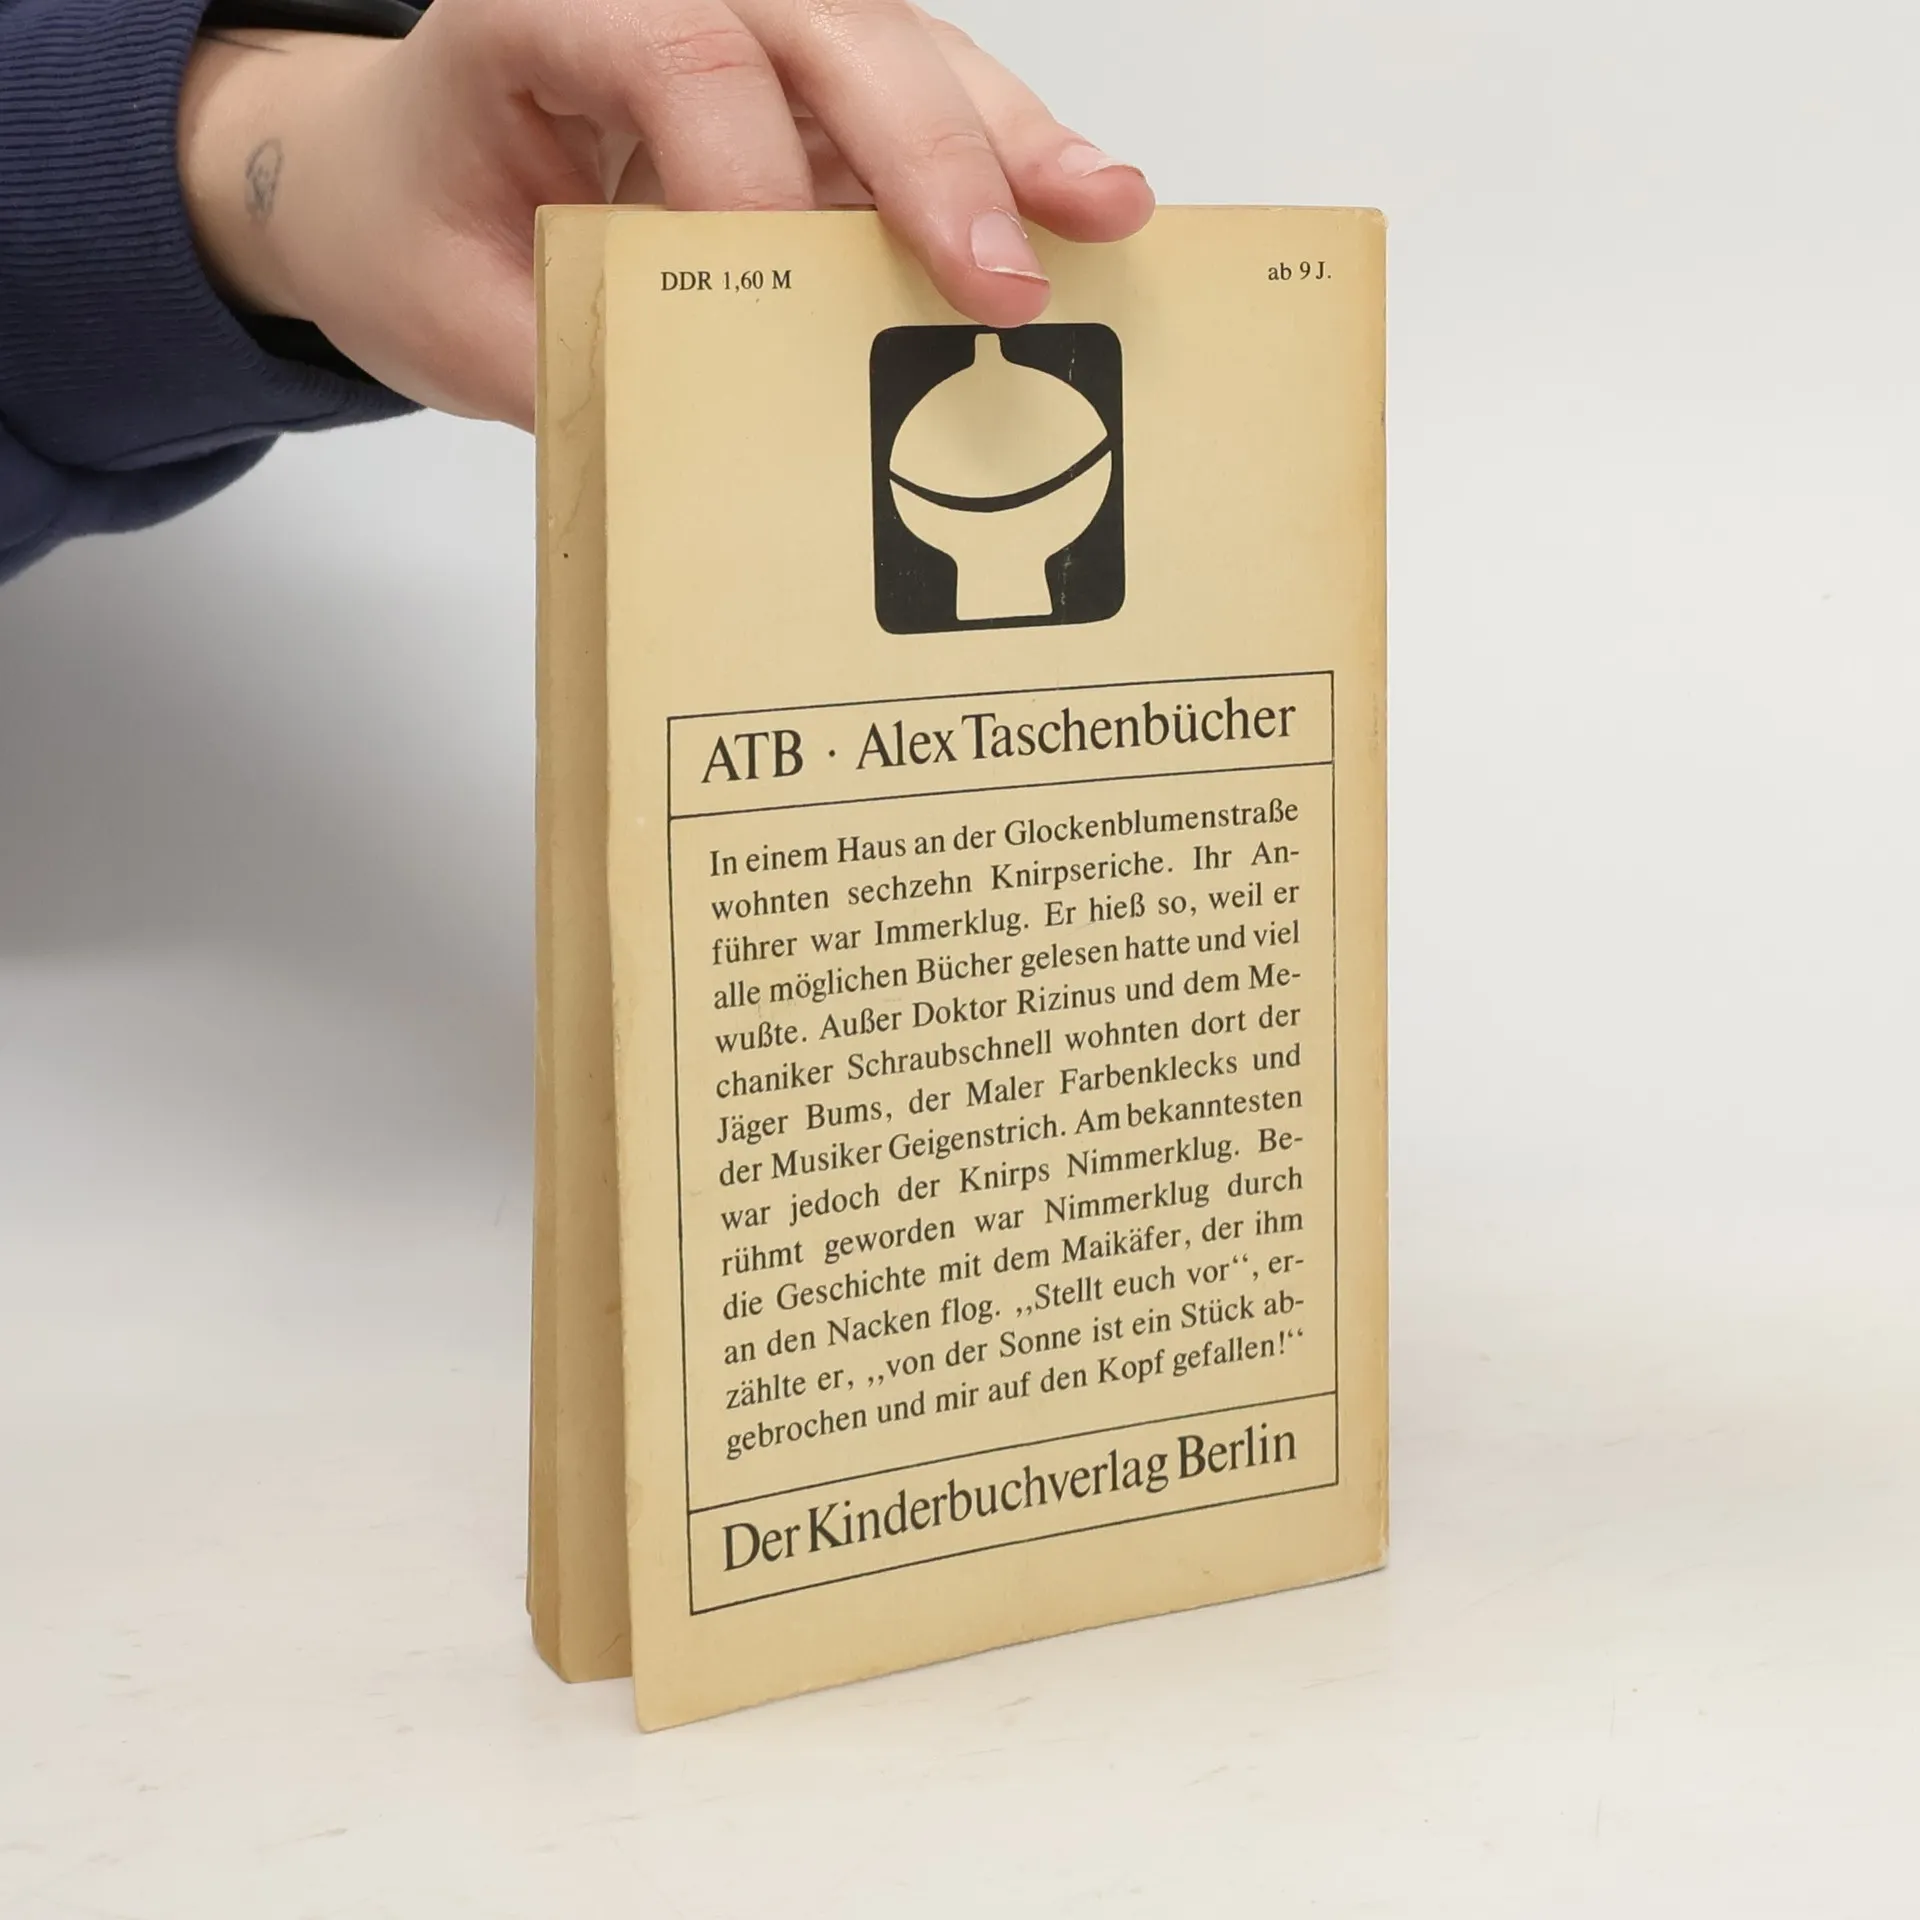 DDR 1,60 M
ab 9 J.
ATB · Alex Taschenbücher
In einem Haus an der Glockenblumenstraße
wohnten sechzehn Knirpseriche. Ihr An-
führer war Immerklug. Er hieß so, weil er
alle möglichen Bücher gelesen hatte und viel
wußte. Außer Doktor Rizinus und dem Me-
chaniker Schraubschnell wohnten dort der
Jäger Bums, der Maler Farbenklecks und
der Musiker Geigenstrich. Am bekanntesten
war jedoch der Knirps Nimmerklug. Be-
rühmt geworden war Nimmerklug durch
die Geschichte mit dem Maikäfer, der ihm
an den Nacken flog. ,,Stellt euch vor“, er-
zählte er, ,,von der Sonne ist ein Stück ab-
gebrochen und mir auf den Kopf gefallen!“
Der Kinderbuchverlag Berlin